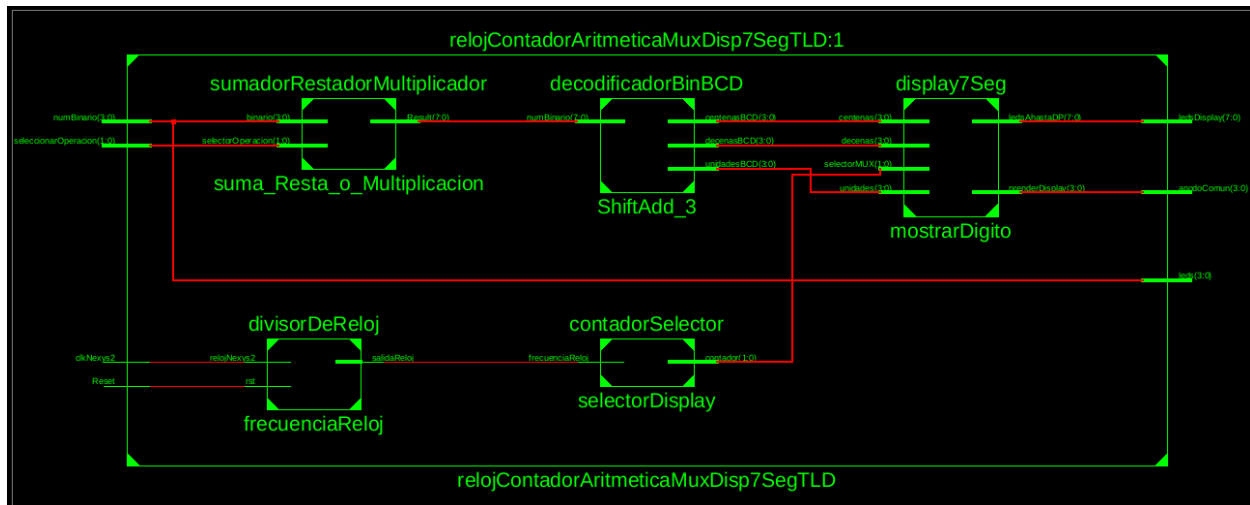 relojContadorAritmeticaMuxDisp7SegTLD:1
sumadorRestadorMultiplicador
decodificadorBinBCD
display7Seg
numBinario(3:0)
binario(3:0)
Result(7:0)
numBinario(7:0)
centenasBCD(3:0)
centenas(3:0)
ledsAhastaDP(7:0)
ledsDisplay(7:0)
seleccionarOperacion(1:0)
selectorOperacion(1:0)
decenasBCD(3:0)
decenas(3:0)
unidadesBCD(3:0)
selectorMUX(1:0)
suma_Resta_o_Multiplicacion
unidades(3:0)
prenderDisplay(3:0)
anodoComun(3:0)
ShiftAdd_3
mostrarDigito
leds(3:0)
divisorDeReloj
contadorSelector
clkNexys2
relojNexys2
salidaReloj
frecuenciaReloj
contador(1:0)
Reset
rst
selectorDisplay
frecuenciaReloj
relojContadorAritmeticaMuxDisp7SegTLD